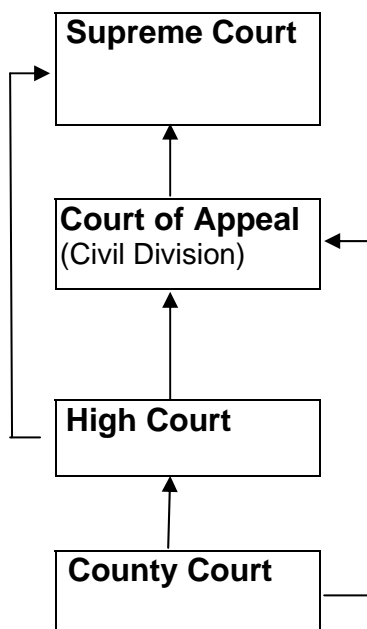 Supreme Court
Court of Appeal
(Civil Division)
High Court
County Court